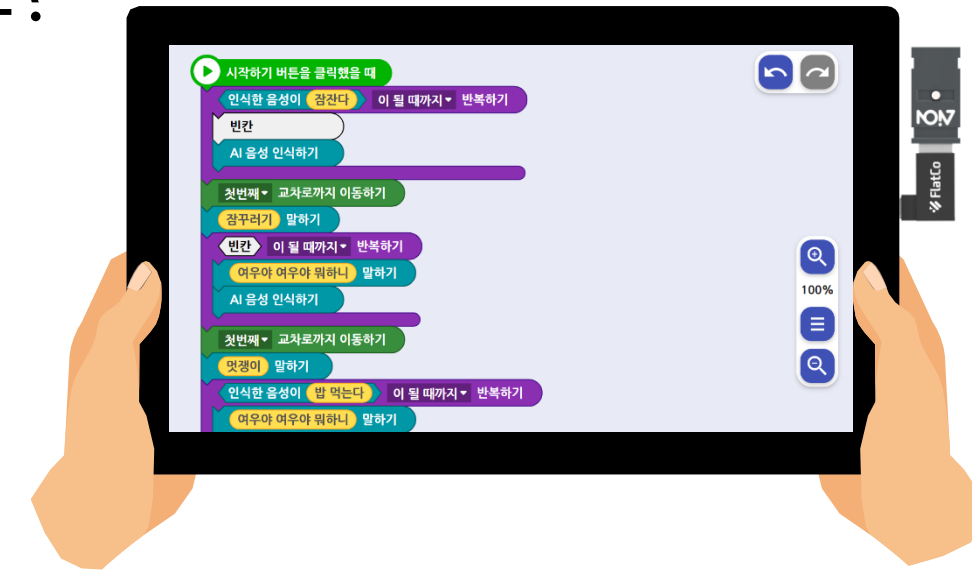 시작하기 버튼을 클릭했을 때
인식한 음성이 잠잔다 이 될 때까지 반복하기
빈칸
AI 음성 인식하기
첫번째 교차로까지 이동하기
잠꾸러기 말하기
빈칸 이 될 때까지 반복하기
여우야 여우야 뭐하니 말하기
AI 음성 인식하기
첫번째 교차로까지 이동하기
멋쟁이 말하기
인식한 음성이 밥 먹는다 이 될 때까지 반복하기
여우야 여우야 뭐하니 말하기
100%
FlatCo